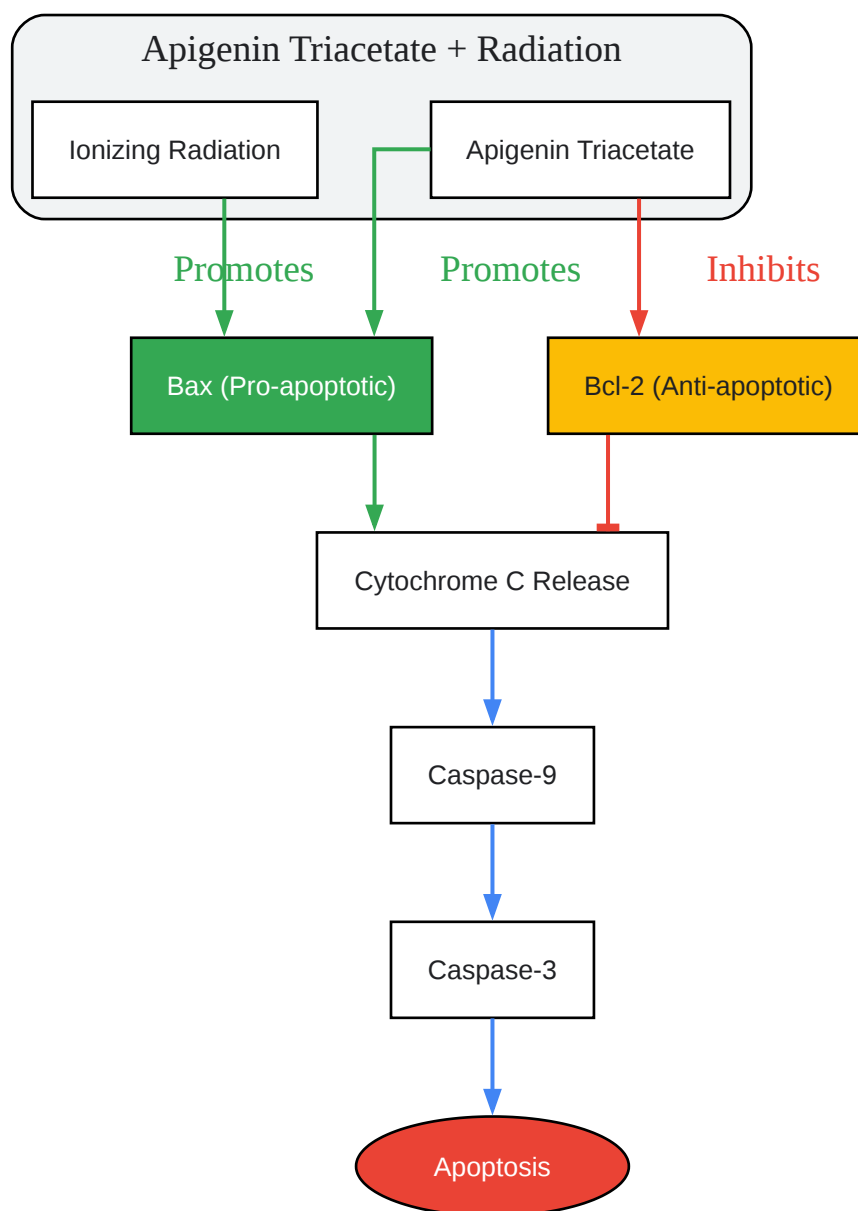 Apigenin Triacetate + Radiation
Ionizing Radiation
Apigenin Triacetate
Promotes
Promotes
Inhibits
Bax (Pro-apoptotic)
Bcl-2 (Anti-apoptotic)
Cytochrome C Release
Caspase-9
Caspase-3
Apoptosis